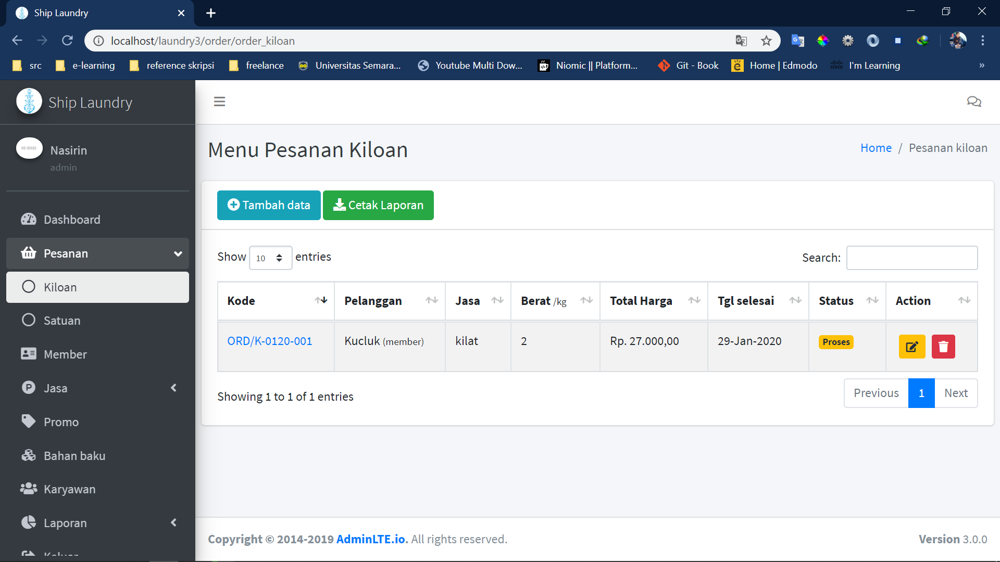 Ship Laundry
localhost/laundry3/order/order_kiloan
src e-learning reference skripsi freelance Universitas Semara... Youtube Multi Dow... Niomic || Platform... Git - Book Home | Edmodo I'm Learning »
Ship Laundry
Nasirin
admin
Dashboard
Pesanan
Kiloan
Satuan
Member
Jasa
Promo
Bahan baku
Karyawan
Laporan
Menu Pesanan Kiloan
Home / Pesanan kiloan
Tambah data Cetak Laporan
Show 10 entries
Search:
Kode Pelanggan Jasa Berat /kg Total Harga Tgl selesai Status Action
ORD/K-0120-001 Kucluk (member) kilat 2 Rp. 27.000,00 29-Jan-2020 Proses
Showing 1 to 1 of 1 entries
Previous 1 Next
Copyright © 2014-2019 AdminLTE.io. All rights reserved.
Version 3.0.0